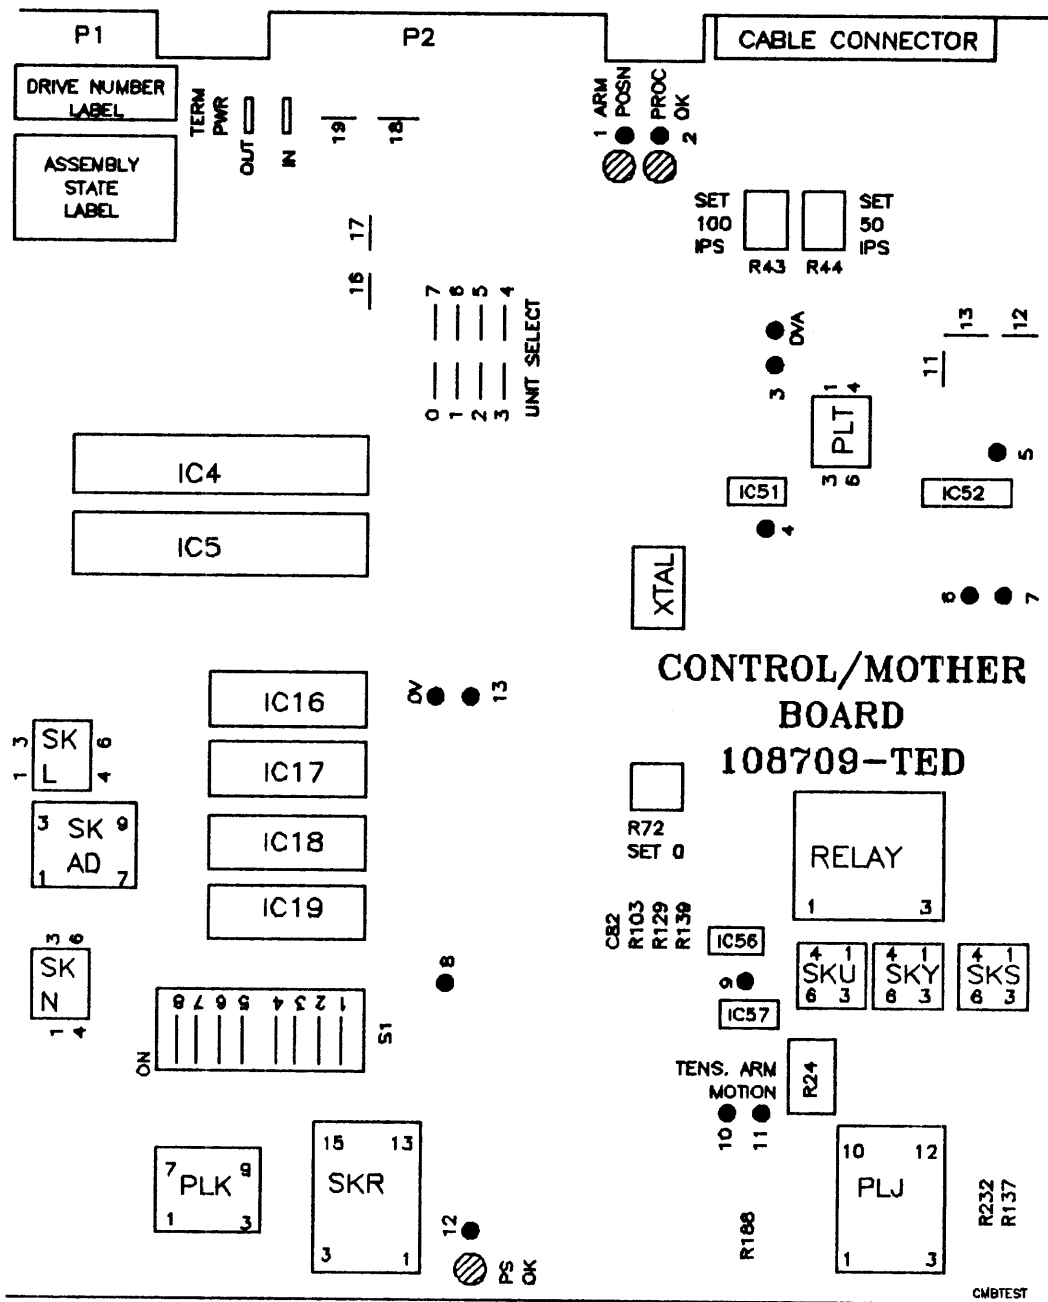 P1
P2
CABLE CONNECTOR
DRIVE NUMBER
LABEL
ASSEMBLY
STATE
LABEL
TERM
PWR
OUT
IN
19
18
1 ARM
POSN
PROC
OK
2
SET
100
IPS
R43
R44
SET
50
IPS
17
16
7
6
5
4
0
1
2
3
UNIT SELECT
DVA
3
13
12
11
1
4
PLT
3
6
5
IC4
IC5
IC51
4
IC52
XTAL
6
7
CONTROL/MOTHER
BOARD
108709-TED
IC16
DV
13
3 6
SK
L
1 4
IC17
3 9
SK
AD
1 7
IC18
IC19
R72
SET 0
RELAY
1 3
C82
R103
R129
R139
IC56
9
IC57
4 1
SKU
6 3
4 1
SKY
6 3
4 1
SKS
6 3
3 6
SK
N
1 4
8
8 7 6 5 4 3 2 1
S1
ON
TENS. ARM
MOTION
10
11
R24
7 9
PLK
1 3
15 13
SKR
3 1
12
PS
OK
R188
10 12
PLJ
1 3
R232
R137
CMBTEST